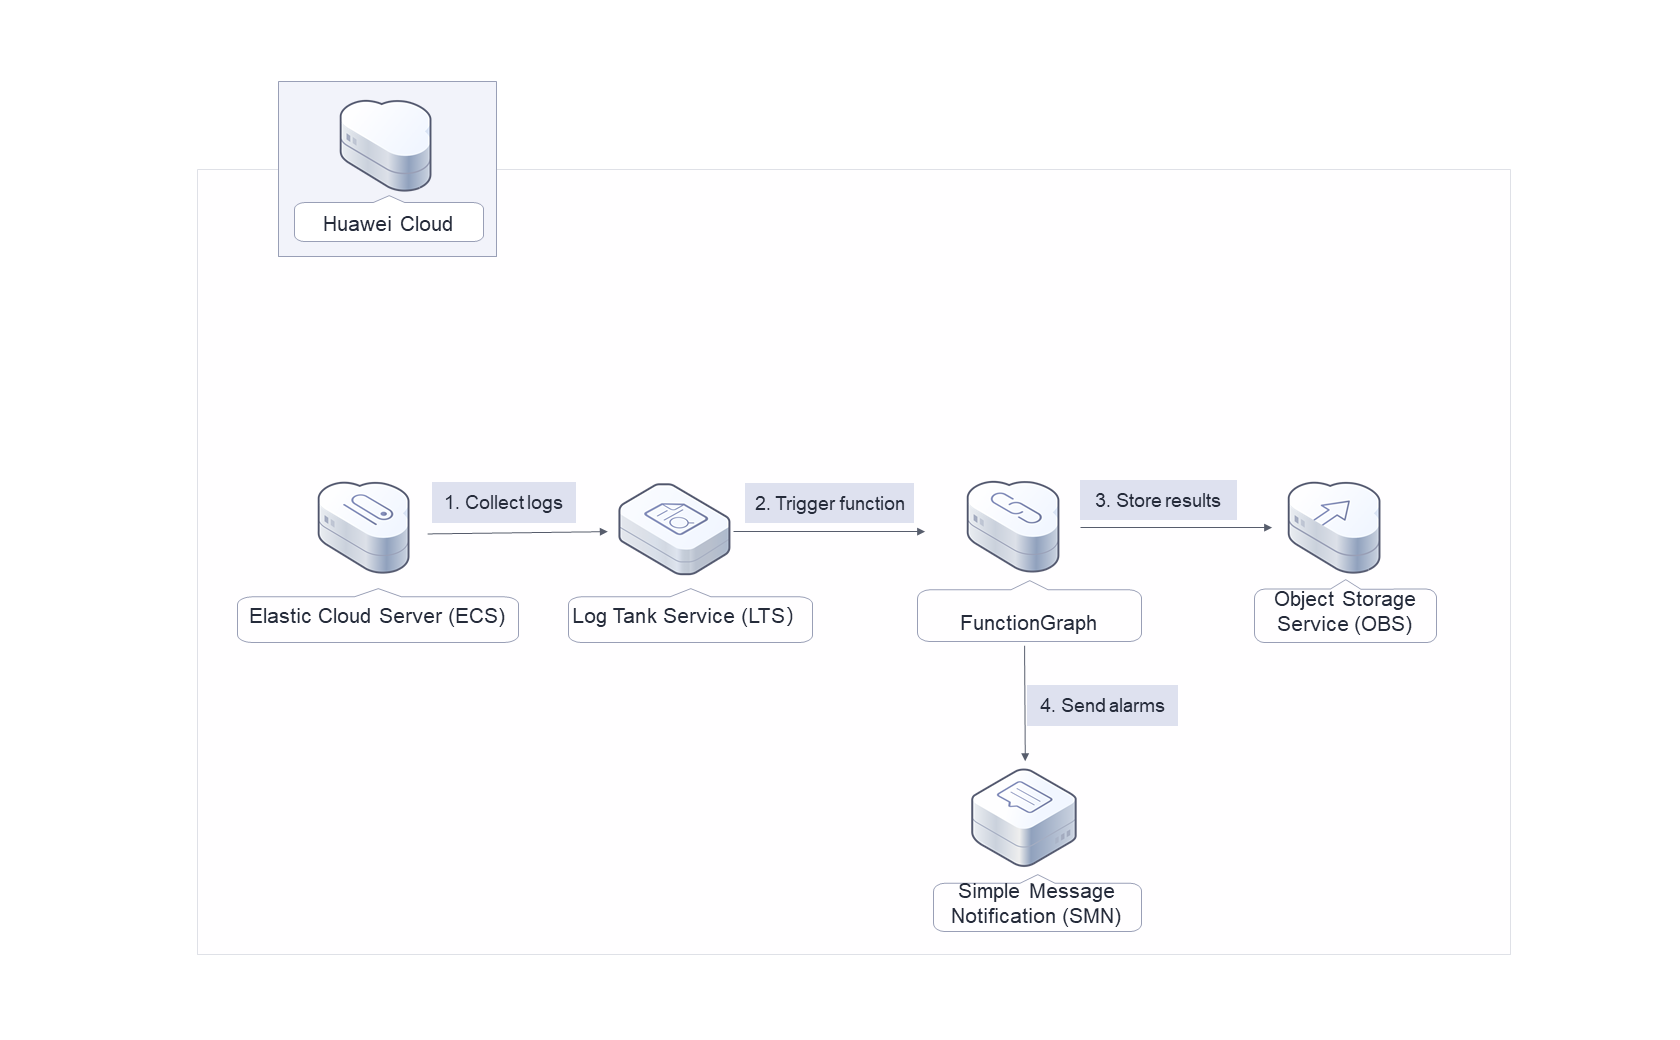 Huawei Cloud
1. Collect logs
2. Trigger function
3. Store results
Elastic Cloud Server (ECS)
Log Tank Service (LTS)
FunctionGraph
Object Storage
Service (OBS)
4. Send alarms
Simple Message
Notification (SMN)